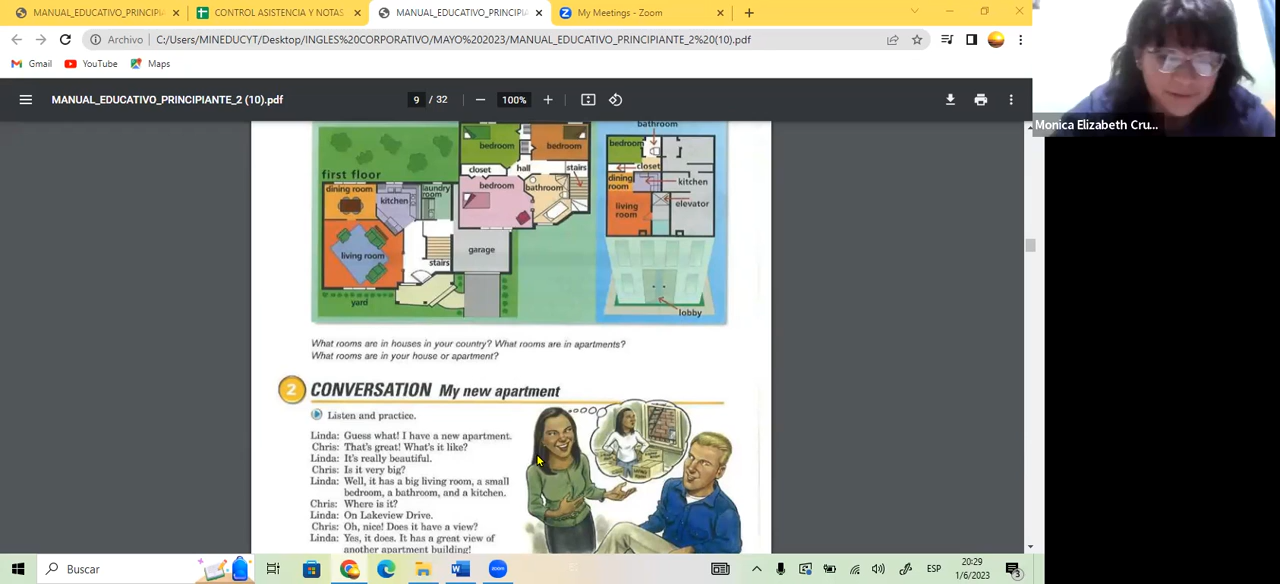 MANUAL_EDUCATIVO_PRINCIPIA
CONTROL ASISTENCIA Y NOTAS
MANUAL_EDUCATIVO_PRINCIPIA
My Meetings - Zoom
Archivo
C:/Users/MINEDUCYT/Desktop/INGLES%20CORPORATIVO/MAYO%202023/MANUAL_EDUCATIVO_PRINCIPIANTE_2%20(10).pdf
Gmail
YouTube
Maps
MANUAL_EDUCATIVO_PRINCIPIANTE_2 (10).pdf
9 / 32
100%
Monica Elizabeth Cru...
bathroom
bedroom
bedroom
bedroom
closet
hall
stairs
closet
first floor
dining room
kitchen
laundry room
bedroom
bathroom
dining room
kitchen
living room
elevator
living room
garage
stairs
yard
lobby
What rooms are in houses in your country? What rooms are in apartments?
What rooms are in your house or apartment?
2 CONVERSATION My new apartment
Listen and practice.
Linda: Guess what! I have a new apartment.
Chris: That's great! What's it like?
Linda: It's really beautiful.
Chris: Is it very big?
Linda: Well, it has a big living room, a small
bedroom, a bathroom, and a kitchen.
Chris: Where is it?
Linda: On Lakeview Drive.
Chris: Oh, nice! Does it have a view?
Linda: Yes, it does. It has a great view of
another apartment building!
Buscar
ESP
20:29
1/6/2023
3